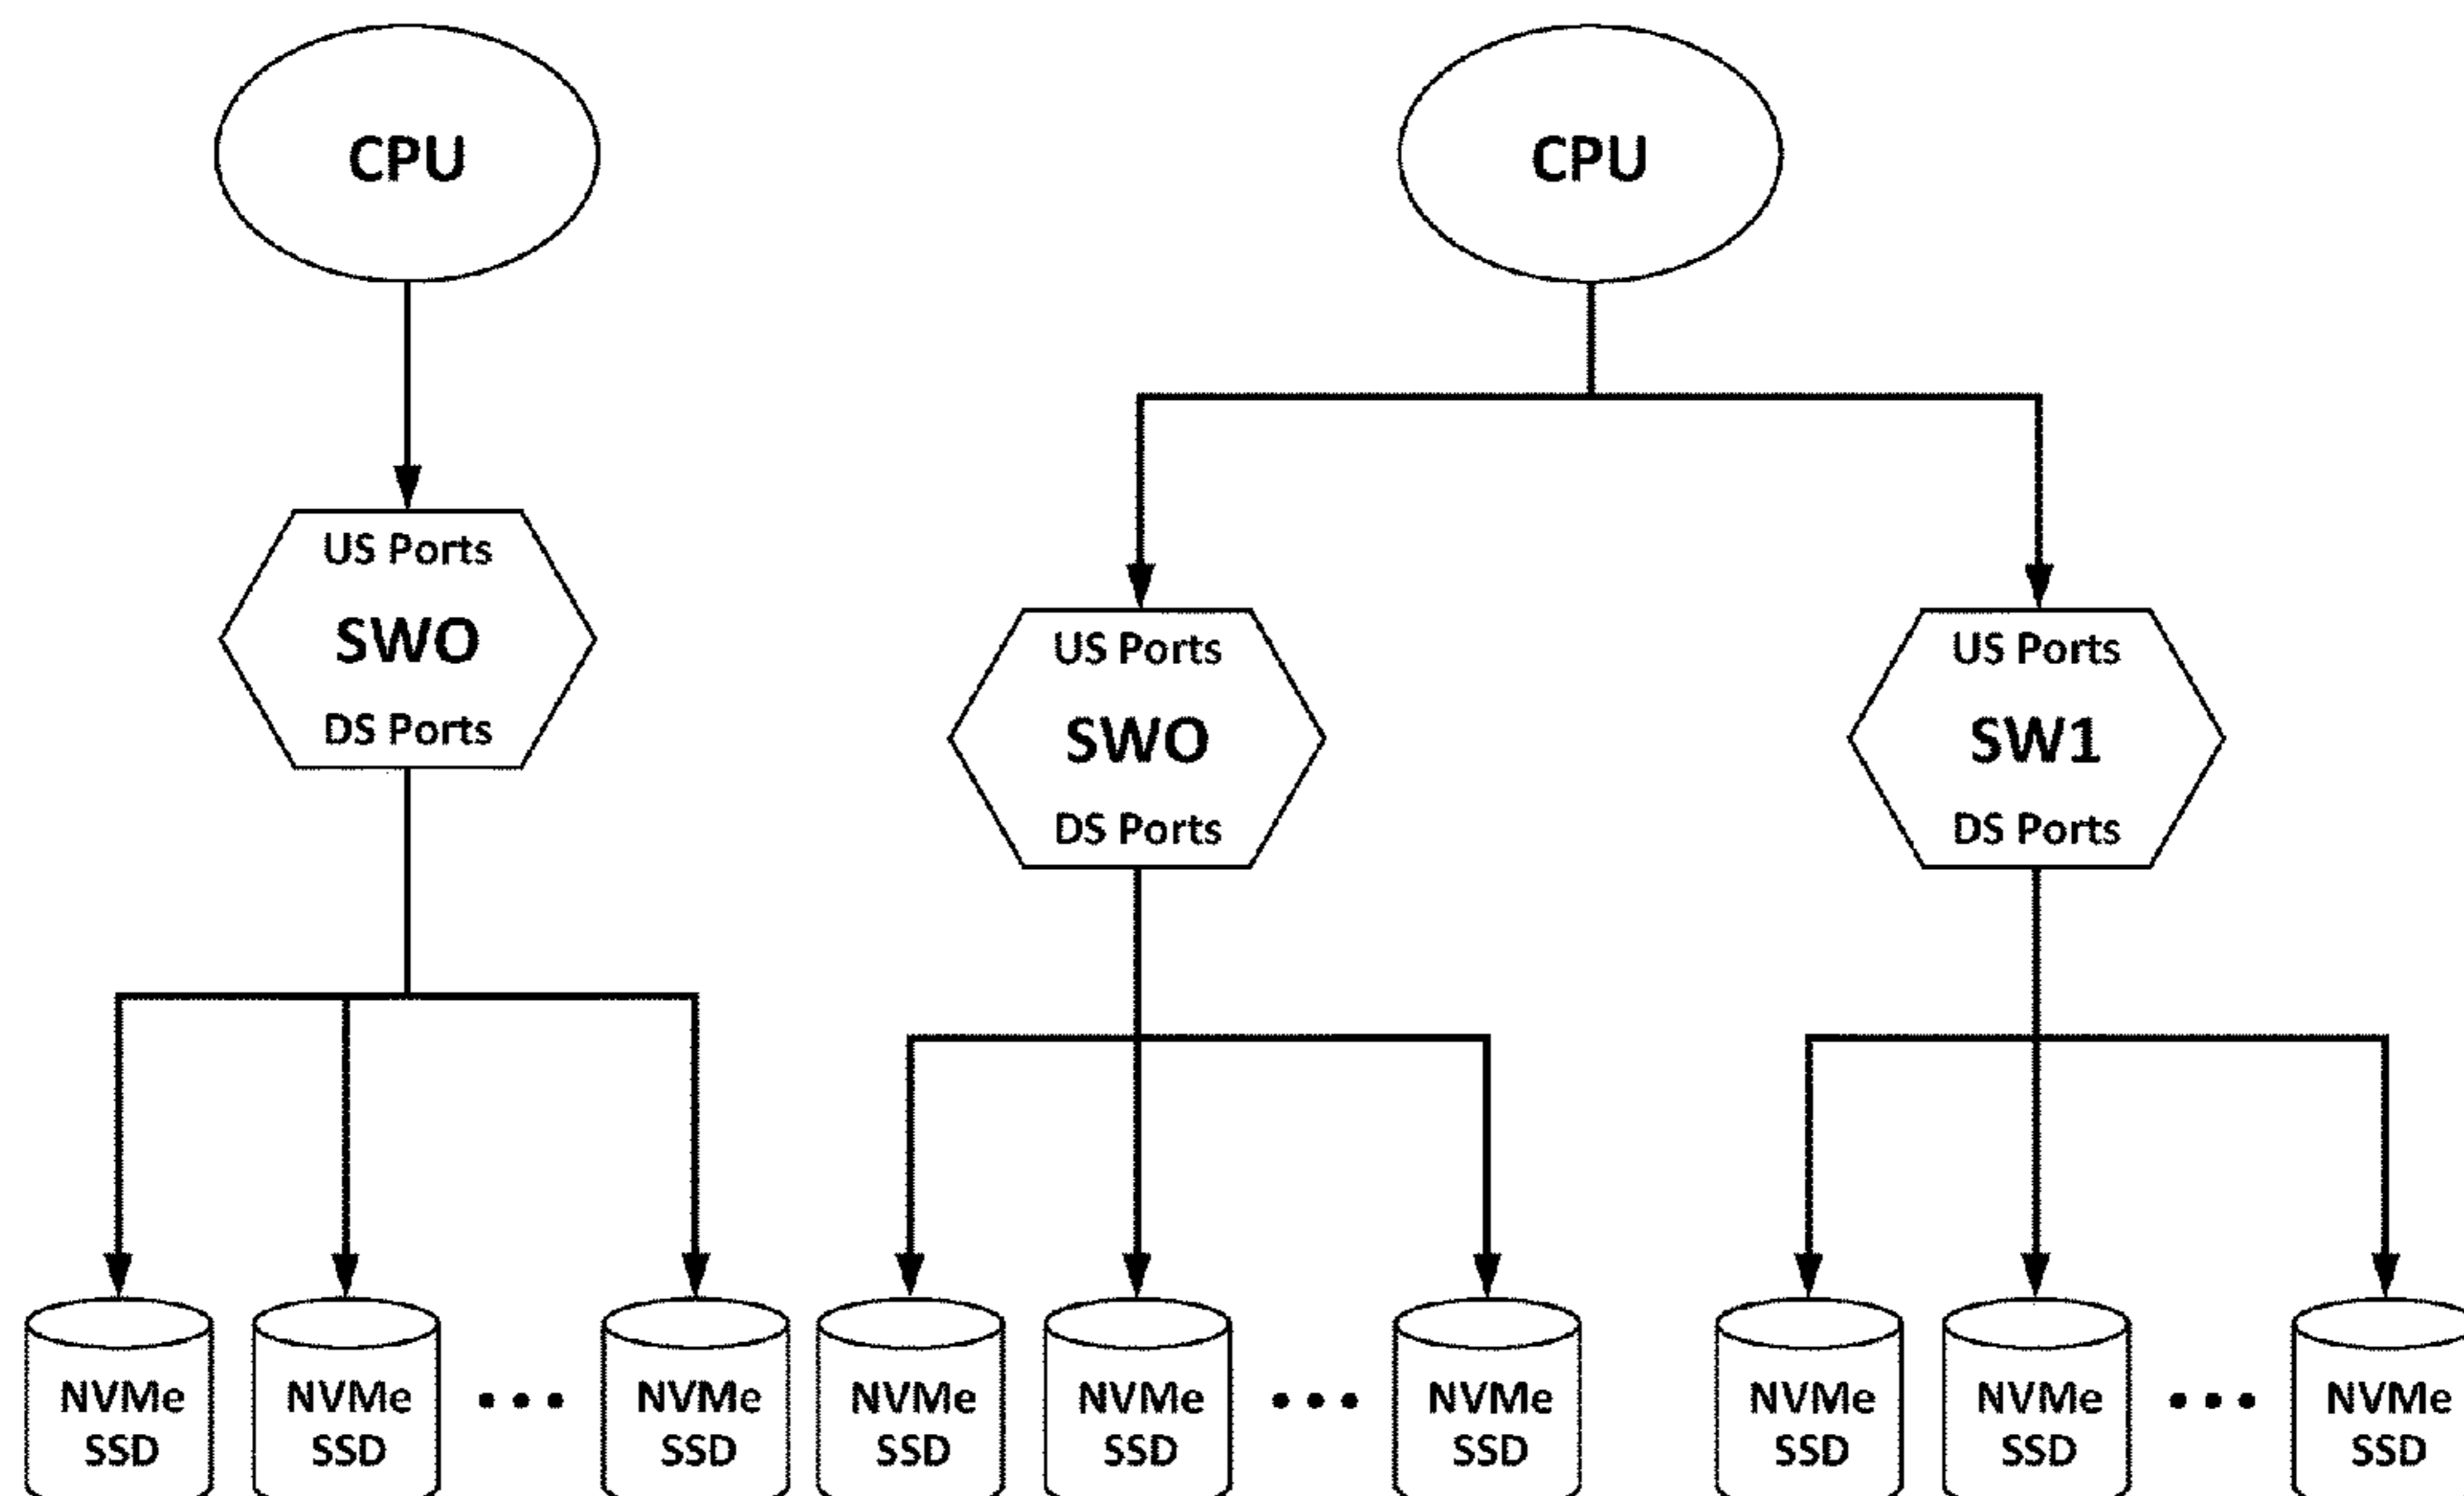 CPU
CPU
US Ports
SWO
DS Ports
US Ports
SWO
DS Ports
US Ports
SW1
DS Ports
NVMe
SSD
NVMe
SSD
• • •
NVMe
SSD
NVMe
SSD
NVMe
SSD
• • •
NVMe
SSD
NVMe
SSD
NVMe
SSD
• • •
NVMe
SSD